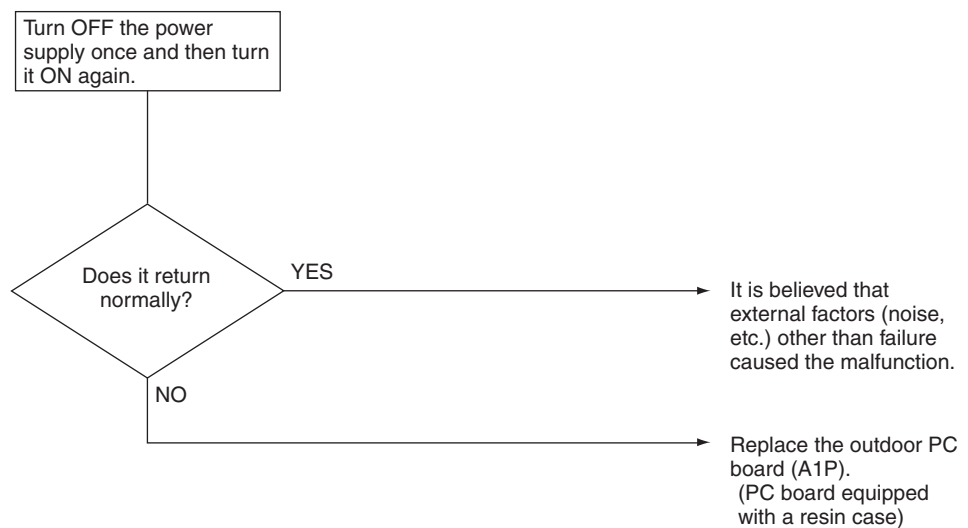 Turn OFF the power
supply once and then turn
it ON again.
Does it return
normally?
YES
It is believed that
external factors (noise,
etc.) other than failure
caused the malfunction.
NO
Replace the outdoor PC
board (A1P).
(PC board equipped
with a resin case)